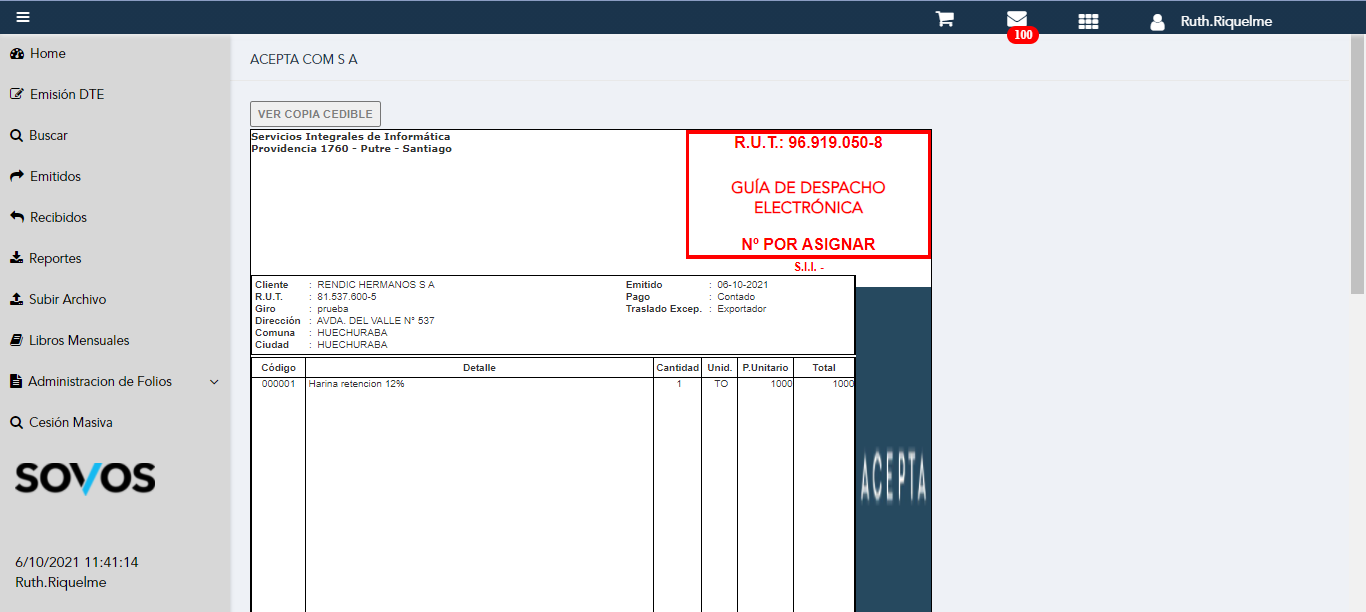 Ruth.Riquelme
100
Home
Emisión DTE
Buscar
Emitidos
Recibidos
Reportes
Subir Archivo
Libros Mensuales
Administracion de Folios
Cesión Masiva
SOVOS
6/10/2021 11:41:14
Ruth.Riquelme
ACEPTA COM S A
VER COPIA CEDIBLE
Servicios Integrales de Informática
Providencia 1760 - Putre - Santiago
R.U.T.: 96.919.050-8
GUÍA DE DESPACHO
ELECTRÓNICA
Nº POR ASIGNAR
S.I.I. -
Cliente : RENDIC HERMANOS S A Emitido : 06-10-2021
R.U.T. : 81.537.600-5 Pago : Contado
Giro : prueba Traslado Excep. : Exportador
Dirección : AVDA. DEL VALLE N° 537
Comuna : HUECHURABA
Ciudad : HUECHURABA
Código Detalle Cantidad Unid. P.Unitario Total
000001 Harina retencion 12% 1 TO 1000 1000
ACEPTA